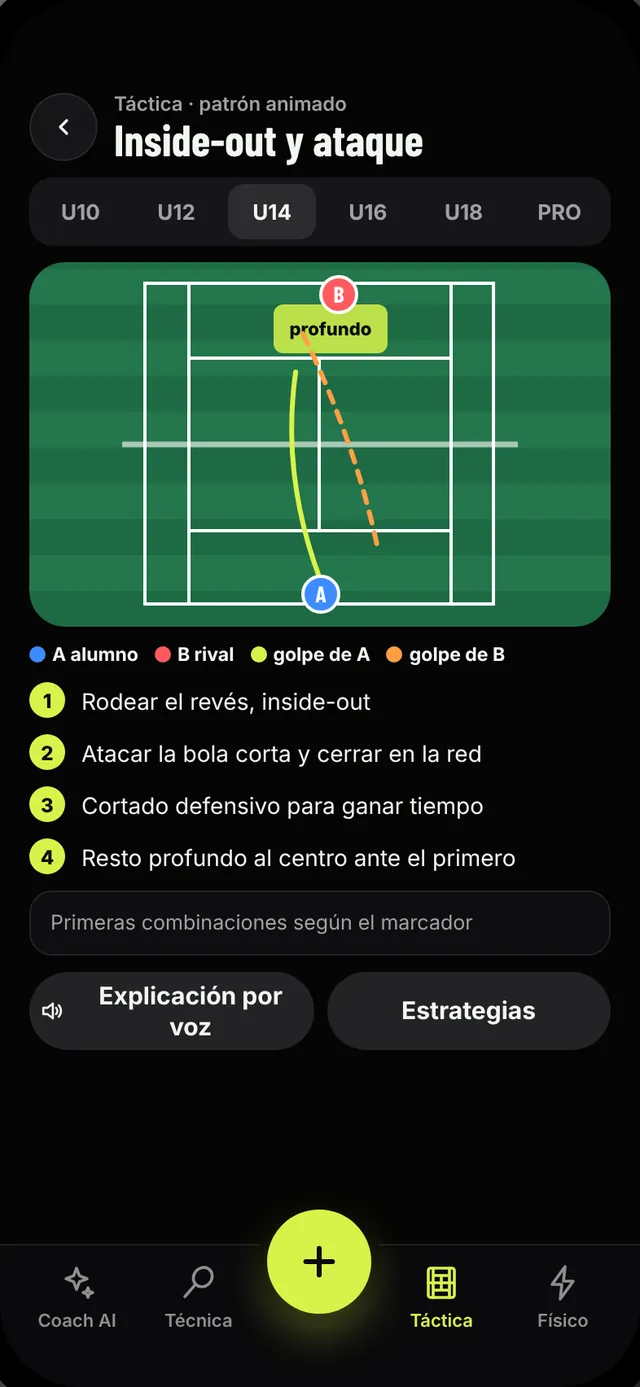 Táctica · patrón animado
Inside-out y ataque
U10 U12 U14 U16 U18 PRO
B
profundo
A
A alumno B rival golpe de A golpe de B
1 Rodear el revés, inside-out
2 Atacar la bola corta y cerrar en la red
3 Cortado defensivo para ganar tiempo
4 Resto profundo al centro ante el primero
Primeras combinaciones según el marcador
Explicación por
voz
Estrategias
Coach AI Técnica Táctica Físico